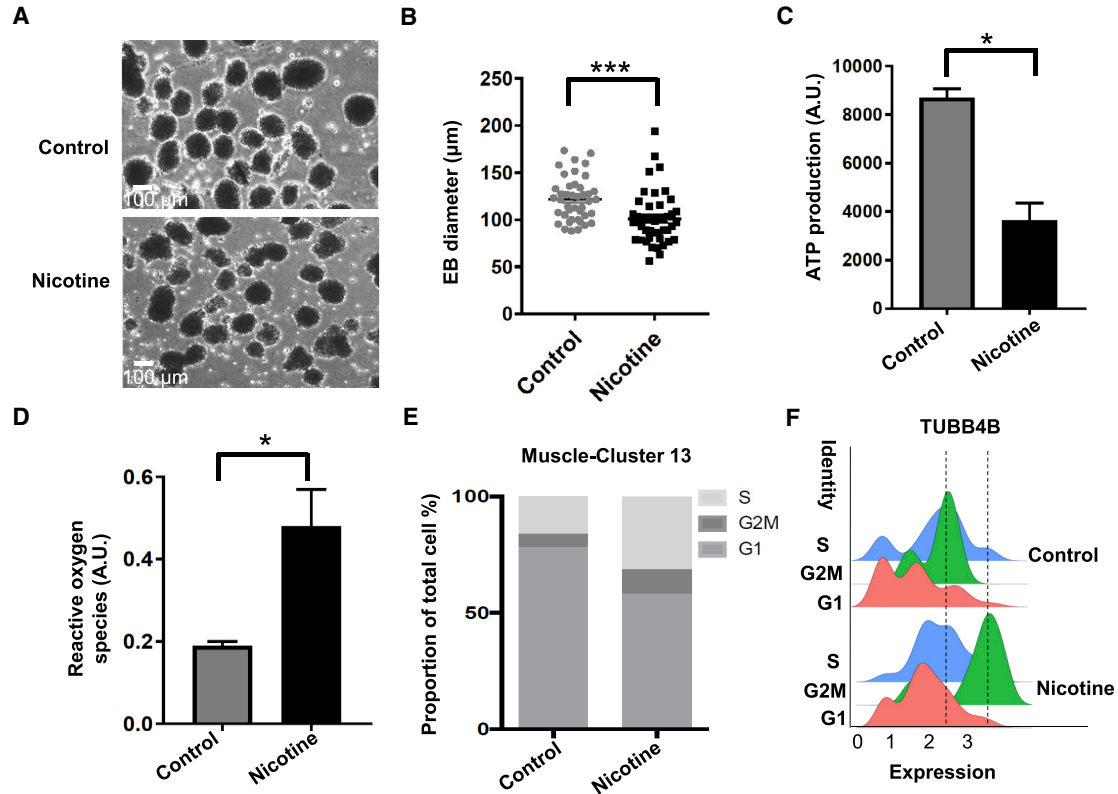 A
Control
100 µm
Nicotine
100 µm
B
***
EB diameter (µm)
250
200
150
100
50
0
Control
Nicotine
C
*
ATP production (A.U.)
10000
8000
6000
4000
2000
0
Control
Nicotine
D
*
Reactive oxygen
species (A.U.)
0.6
0.4
0.2
0.0
Control
Nicotine
E
Muscle-Cluster 13
Proportion of total cell %)
100
50
0
Control
Nicotine
S
G2M
G1
F
TUBB4B
Identity
S
G2M
G1
Control
S
G2M
G1
Nicotine
0 1 2 3
Expression